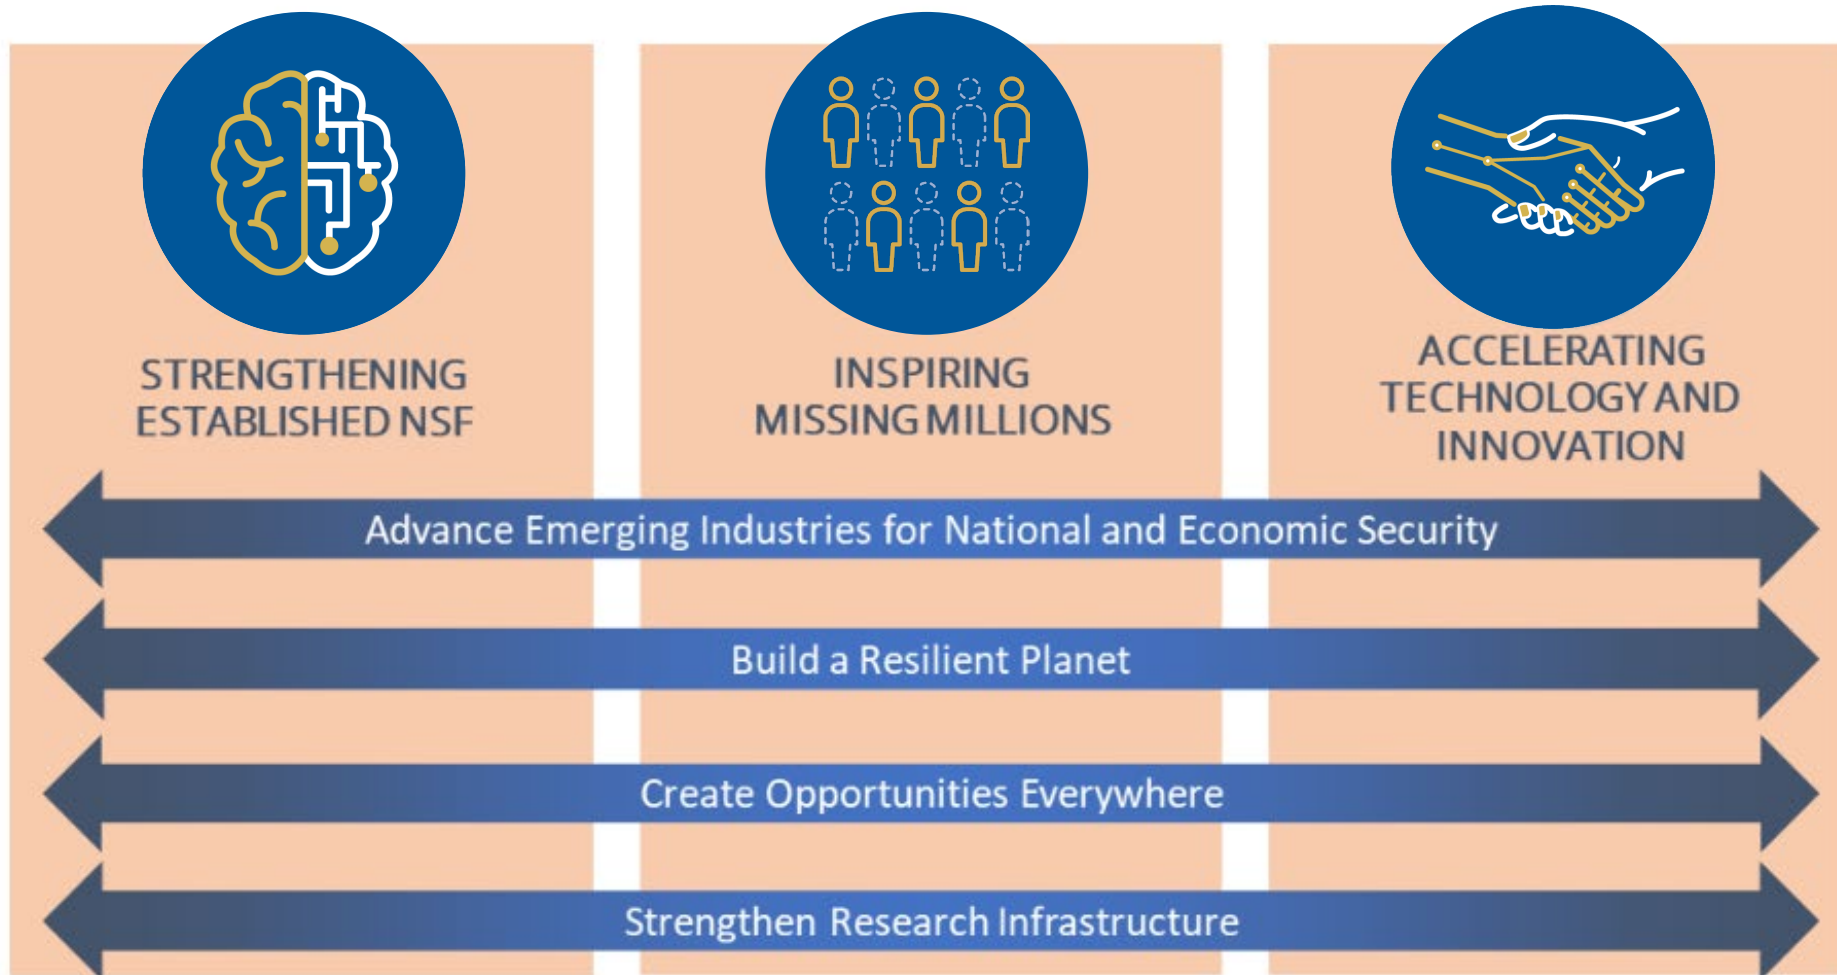 STRENGTHENING
ESTABLISHED NSF
INSPIRING
MISSING MILLIONS
ACCELERATING
TECHNOLOGY AND
INNOVATION
Advance Emerging Industries for National and Economic Security
Build a Resilient Planet
Create Opportunities Everywhere
Strengthen Research Infrastructure